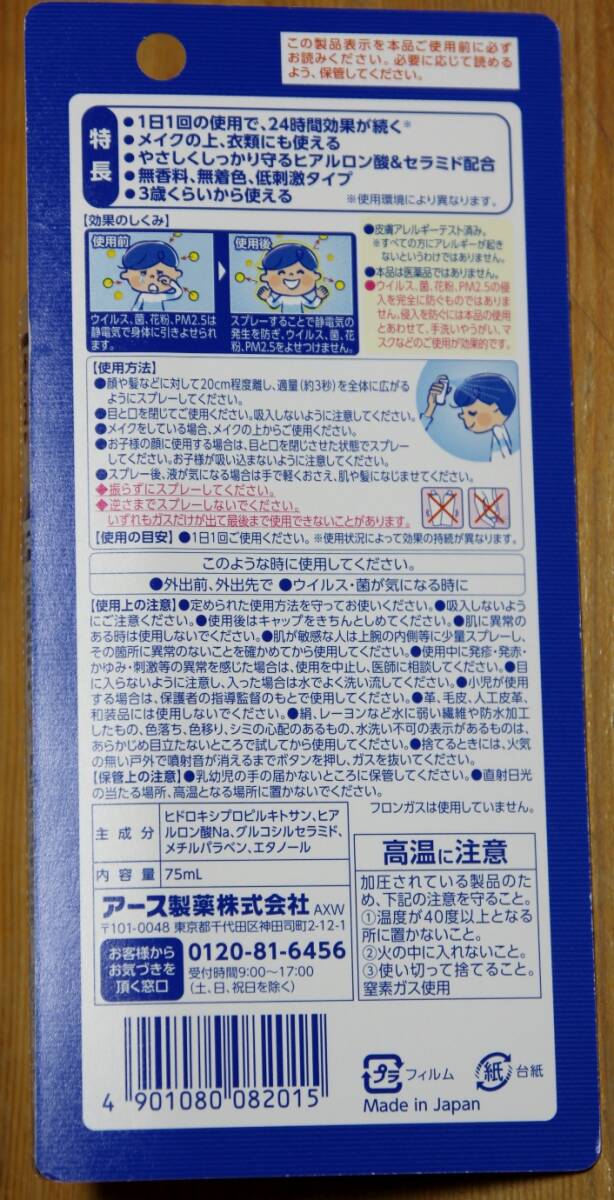 この製品表示を本品ご使用前に必ず
お読みください。必要に応じて読める
よう、保管してください。
特長
●1日1回の使用で、24時間効果が続く※
●メイクの上、衣類にも使える
●やさしくしっかり守るヒアルロン酸&セラミド配合
●無香料、無着色、低刺激タイプ
●3歳くらいから使える
※使用環境により異なります。
【効果のしくみ】
使用前
ウイルス、菌、花粉、PM2.5は
静電気で身体に引きよせられ
ます。
使用後
スプレーすることで静電気の
発生を防ぎ、ウイルス、菌、花
粉、PM2.5をよせつけません。
●皮膚アレルギーテスト済み。
※すべての方にアレルギーが起き
ないというわけではありません。
●本品は医薬品ではありません。
●ウイルス、菌、花粉、PM2.5の侵
入を完全に防ぐものではありま
せん。侵入を防ぐには本品の使用
とあわせて、手洗いやうがい、マ
スクなどのご使用が効果的です。
【使用方法】
●顔や髪などに対して20cm程度離し、適量(約3秒)を全体に広がる
ようにスプレーしてください。
●目と口を閉じてご使用ください。吸入しないように注意してください。
●メイクをしている場合、メイクの上からご使用ください。
●お子様の顔に使用する場合は、目と口を閉じさせた状態でスプレー
してください。お子様が吸い込まないように注意してください。
●スプレー後、液が気になる場合は手で軽くおさえ、肌や髪になじませてください。
◆振らずにスプレーしてください。
◆逆さまでスプレーしないでください。
いずれもガスだけが出て最後まで使用できないことがあります。
【使用の目安】●1日1回ご使用ください。※使用状況によって効果の持続が異なります。
このような時に使用してください。
●外出前、外出先で ●ウイルス・菌が気になる時に
【使用上の注意】●定められた使用方法を守ってお使いください。●吸入しないよう
にご注意ください。●使用後はキャップをきちんとしめてください。●肌に異常の
ある時は使用しないでください。●肌が敏感な人は上腕の内側等に少量スプレーし、
その箇所に異常のないことを確かめてから使用してください。●使用中に発疹・発赤・
かゆみ・刺激等の異常を感じた場合は、使用を中止し、医師に相談してください。●目
に入らないように注意し、入った場合は水でよく洗い流してください。●小児が使用
する場合は、保護者の指導監督のもとで使用してください。●革、毛皮、人工皮革、
和装品には使用しないでください。●絹、レーヨンなど水に弱い繊維や防水加工
したもの、色落ち、色移り、シミの心配のあるもの、水洗い不可の表示があるものは、
あらかじめ目立たないところで試してから使用してください。●捨てるときには、火気
の無い戸外で噴射音が消えるまでボタンを押し、ガスを抜いてください。
【保管上の注意】●乳幼児の手の届かないところに保管してください。●直射日光
の当たる場所、高温となる場所に置かないでください。
フロンガスは使用していません。
主成分
ヒドロキシプロピルキトサン、ヒア
ルロン酸Na、グルコシルセラミド、
メチルパラベン、エタノール
内容量 75mL
アース製薬株式会社 AXW
〒101-0048 東京都千代田区神田司町2-12-1
お客様から
お気づきを
頂く窓口
0120-81-6456
受付時間9:00〜17:00
(土、日、祝日を除く)
高温に注意
加圧されている製品のた
め、下記の注意を守ること。
①温度が40度以上となる
所に置かないこと。
②火の中に入れないこと。
③使い切って捨てること。
窒素ガス使用
4 901080 082015
プラ フィルム
紙 台紙
Made in Japan